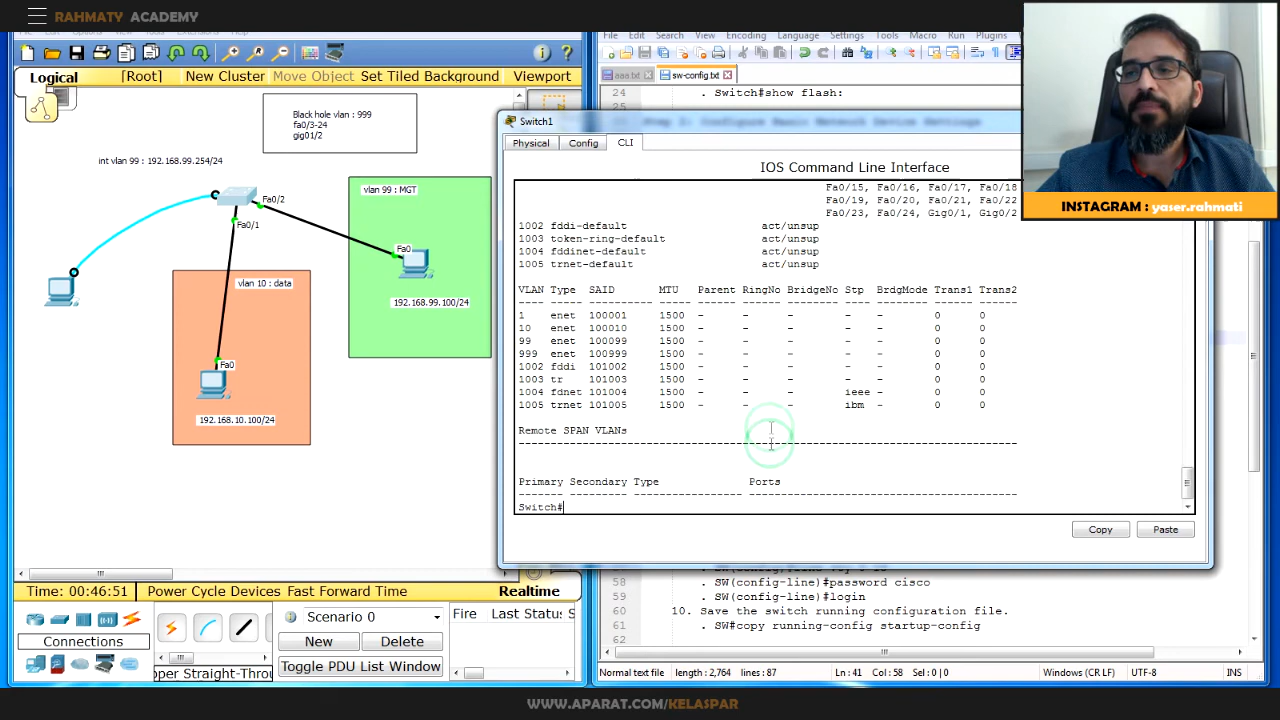 RAHMATY ACADEMY
Logical [Root] New Cluster Move Object Set Tiled Background Viewport
Black hole vlan : 999
fa0/3-24
gig01/2
int vlan 99 : 192.168.99.254/24
Fa0/2
Fa0/1
vlan 99 : MGT
Fa0
192.168.99.100/24
vlan 10 : data
Fa0
192.168.10.100/24
Time: 00:46:51 Power Cycle Devices Fast Forward Time Realtime
Connections
Scenario 0
New Delete
Toggle PDU List Window
Fire Last Status S
File Edit Search View Encoding Language Settings Tools Macro Run Plugins
aaa.txt sw-config.txt
24 . Switch#show flash:
25
Switch1
Physical Config CLI
IOS Command Line Interface
Fa0/15, Fa0/16, Fa0/17, Fa0/18
Fa0/19, Fa0/20, Fa0/21, Fa0/22
Fa0/23, Fa0/24, Gig0/1, Gig0/2
1002 fddi-default act/unsup
1003 token-ring-default act/unsup
1004 fddinet-default act/unsup
1005 trnet-default act/unsup
VLAN Type SAID MTU Parent RingNo BridgeNo Stp BrdgMode Trans1 Trans2
---- ----- ---------- ----- ------ ------ -------- ---- -------- ------ ------
1 enet 100001 1500 - - - - - 0 0
10 enet 100010 1500 - - - - - 0 0
99 enet 100099 1500 - - - - - 0 0
999 enet 100999 1500 - - - - - 0 0
1002 fddi 101002 1500 - - - - - 0 0
1003 tr 101003 1500 - - - - - 0 0
1004 fdnet 101004 1500 - - - ieee - 0 0
1005 trnet 101005 1500 - - - ibm - 0 0
Remote SPAN VLANs
------------------------------------------------------------------------------
Primary Secondary Type Ports
------- --------- ----------------- ------------------------------------------
Switch#
Copy Paste
58 . SW(config-line)#password cisco
59 . SW(config-line)#login
60 10. Save the switch running configuration file.
61 . SW#copy running-config startup-config
62
Normal text file length : 2,764 lines : 87 Ln : 41 Col : 58 Sel : 0 | 0 Windows (CR LF) UTF-8 INS
INSTAGRAM : yaser.rahmati
WWW.APARAT.COM/KELASPAR